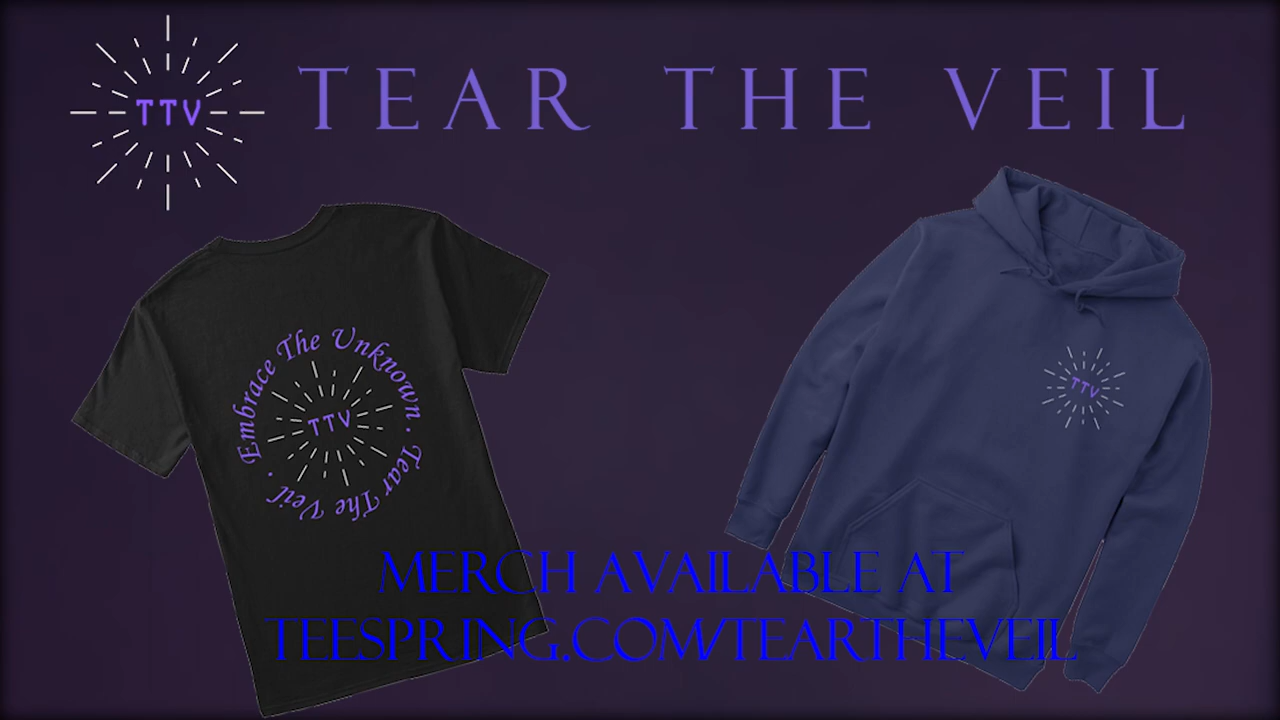 TTV
TEAR THE VEIL
Embrace The Unknown. Tear The Veil .
TTV
TTV
MERCH AVAILABLE AT
TEESPRING.COM/TEARTHEVEIL